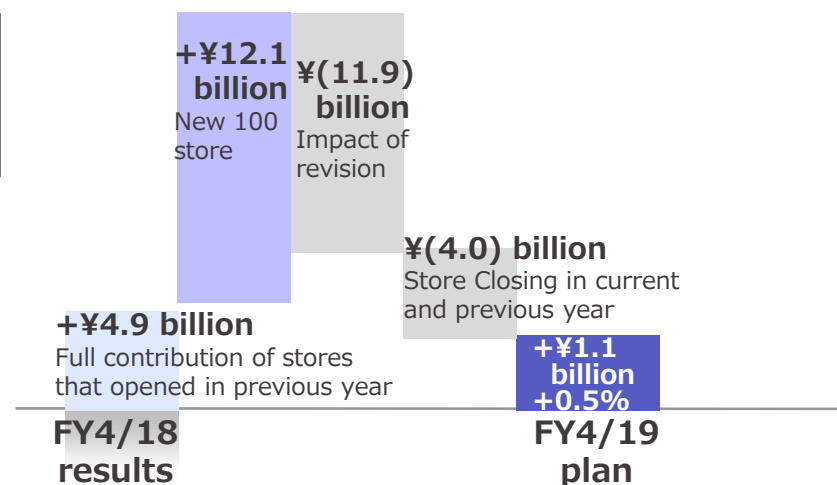 +¥12.1
billion
New 100
store
¥(11.9)
billion
Impact of
revision
¥(4.0) billion
Store Closing in current
and previous year
+¥4.9 billion
Full contribution of stores
that opened in previous year
+¥1.1
billion
+0.5%
FY4/18
results
FY4/19
plan